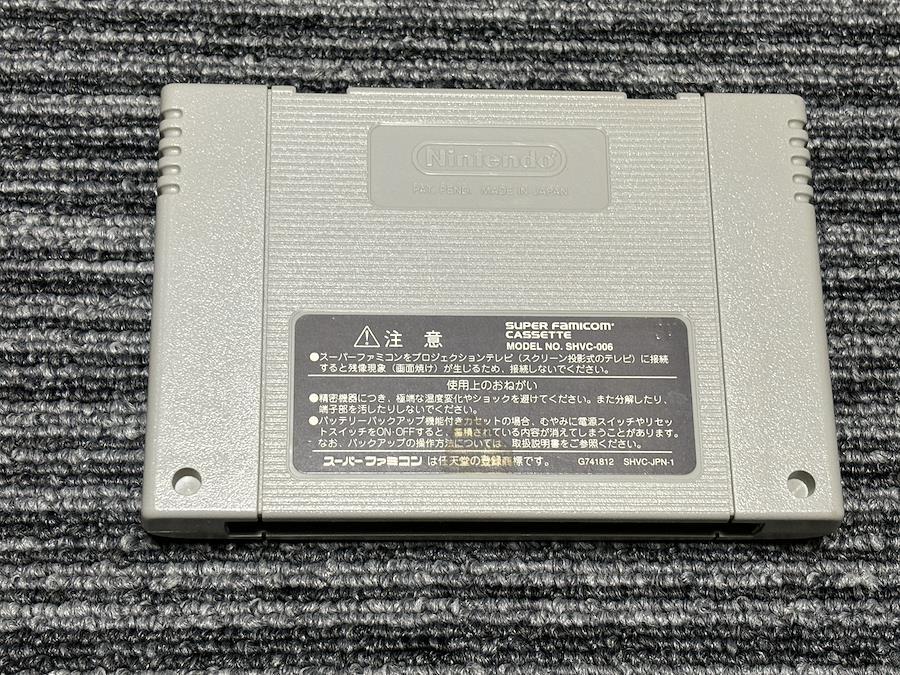 Nintendo
PAT. PEND. MADE IN JAPAN
⚠注意
SUPER FAMICOM
CASSETTE
MODEL NO. SHVC-006
●スーパーファミコンをプロジェクションテレビ（スクリーン投影式のテレビ）に接続
すると残像現象（画面焼け）が生じるため、接続しないでください。
使用上のおねがい
●精密機器につき、極端な温度変化やショックを避けてください。また分解したり、
端子部を汚したりしないでください。
●バッテリーバックアップ機能付きカセットの場合、むやみに電源スイッチやリセッ
トスイッチをON-OFFすると、蓄積されている内容が消えてしまうことがあります。
なお、バックアップの操作方法については、取扱説明書をご参照ください。
スーパーファミコンは任天堂の登録商標です。 G741812 SHVC-JPN-1